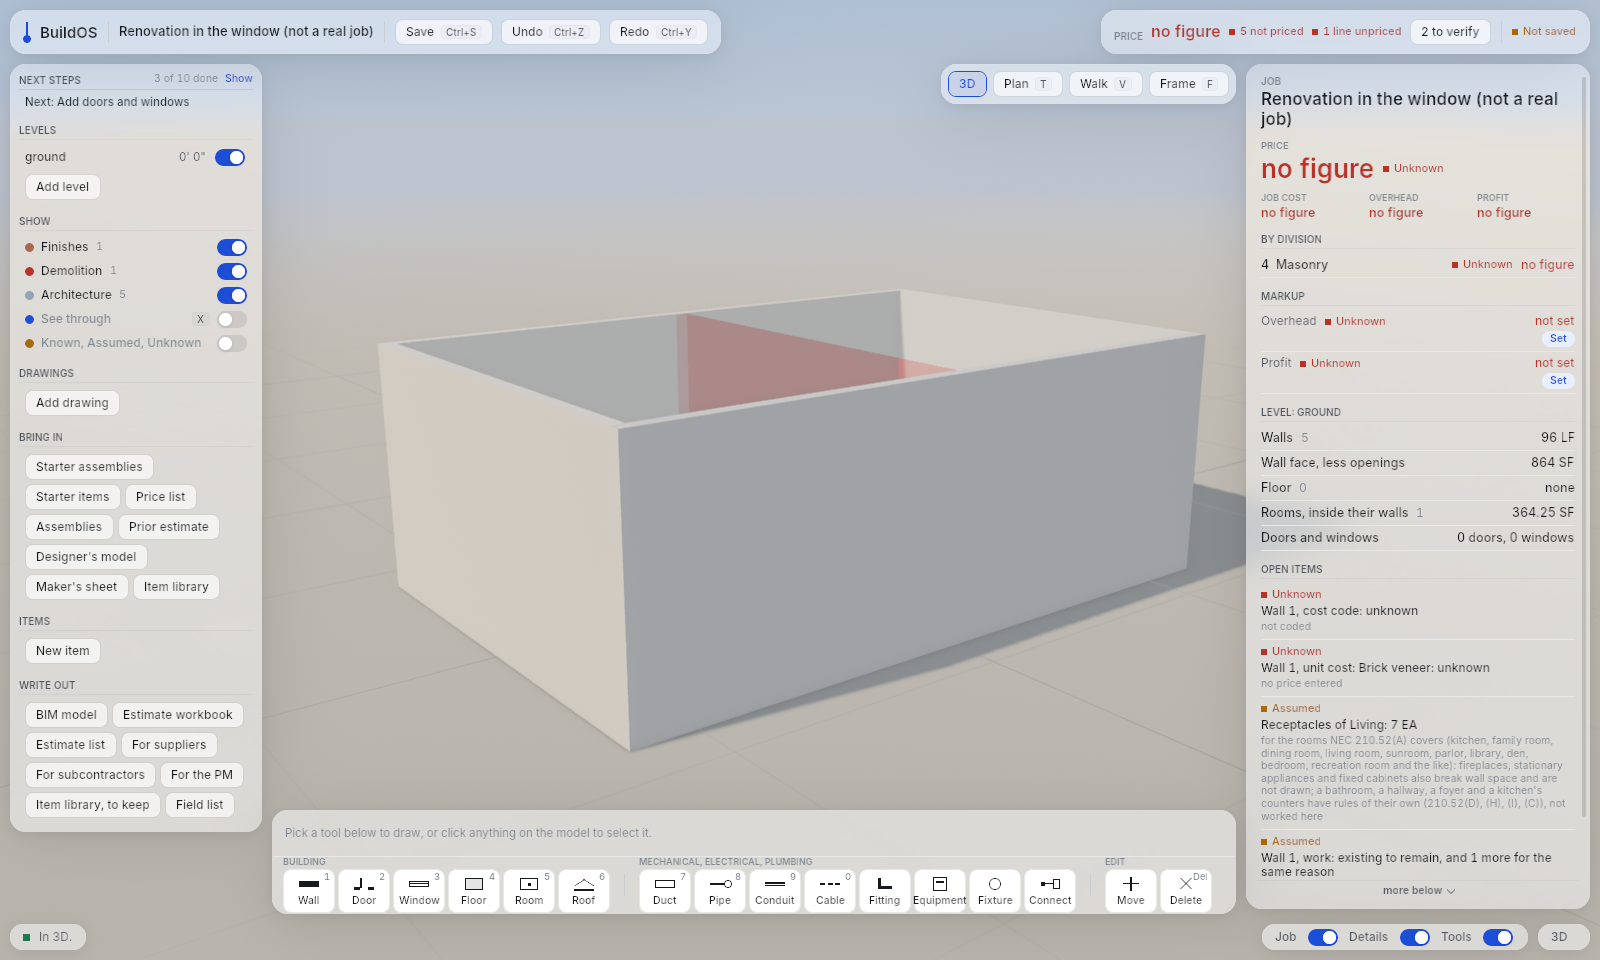 BuildOS
Renovation in the window (not a real job)
Save Ctrl+S
Undo Ctrl+Z
Redo Ctrl+Y
PRICE no figure 5 not priced 1 line unpriced 2 to verify Not saved
NEXT STEPS 3 of 10 done Show
Next: Add doors and windows
LEVELS
ground 0' 0"
Add level
SHOW
Finishes 1
Demolition 1
Architecture 5
See through X
Known, Assumed, Unknown
DRAWINGS
Add drawing
BRING IN
Starter assemblies
Starter items Price list
Assemblies Prior estimate
Designer's model
Maker's sheet Item library
ITEMS
New item
WRITE OUT
BIM model Estimate workbook
Estimate list For suppliers
For subcontractors For the PM
Item library, to keep Field list
In 3D.
3D Plan T Walk V Frame F
Pick a tool below to draw, or click anything on the model to select it.
BUILDING
Wall 1 Door 2 Window 3 Floor 4 Room 5 Roof 6
MECHANICAL, ELECTRICAL, PLUMBING
Duct 7 Pipe 8 Conduit 9 Cable 0 Fitting Equipment Fixture Connect
EDIT
Move Delete Del
JOB
Renovation in the window (not a real
job)
PRICE
no figure Unknown
JOB COST OVERHEAD PROFIT
no figure no figure no figure
BY DIVISION
4 Masonry Unknown no figure
MARKUP
Overhead Unknown not set
Set
Profit Unknown not set
Set
LEVEL: GROUND
Walls 5 96 LF
Wall face, less openings 864 SF
Floor 0 none
Rooms, inside their walls 1 364.25 SF
Doors and windows 0 doors, 0 windows
OPEN ITEMS
Unknown
Wall 1, cost code: unknown
not coded
Unknown
Wall 1, unit cost: Brick veneer: unknown
no price entered
Assumed
Receptacles of Living: 7 EA
for the rooms NEC 210.52(A) covers (kitchen, family room,
dining room, living room, sunroom, parlor, library, den,
bedroom, recreation room and the like): fireplaces, stationary
appliances and fixed cabinets also break wall space and are
not drawn; a bathroom, a hallway, a foyer and a kitchen's
counters have rules of their own (210.52(D), (H), (I), (C)), not
worked here
Assumed
Wall 1, work: existing to remain, and 1 more for the
same reason
more below
Job Details Tools 3D